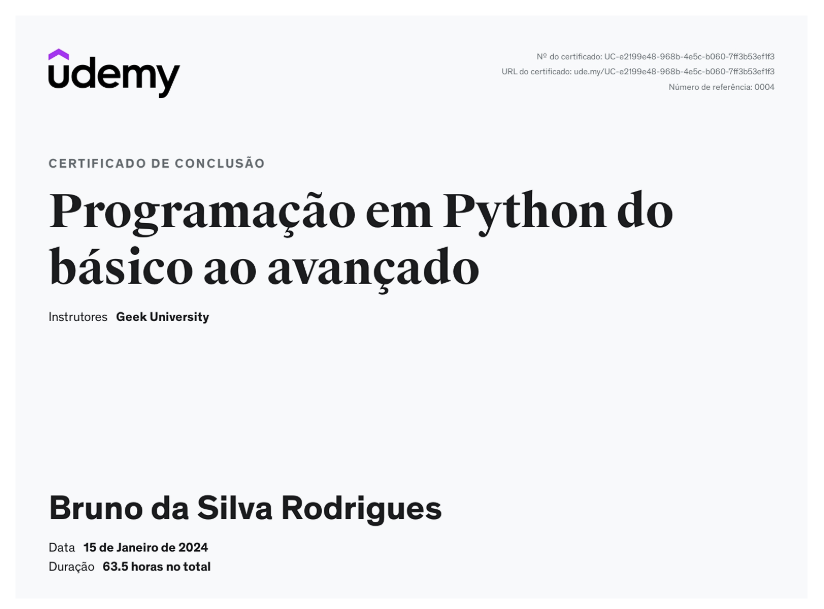 udemy
Nº do certificado: UC-e2199e48-968b-4e5c-b060-7ff3b53ef1f3
URL do certificado: ude.my/UC-e2199e48-968b-4e5c-b060-7ff3b53ef1f3
Número de referência: 0004
CERTIFICADO DE CONCLUSÃO
Programação em Python do
básico ao avançado
Instrutores Geek University
Bruno da Silva Rodrigues
Data 15 de Janeiro de 2024
Duração 63.5 horas no total